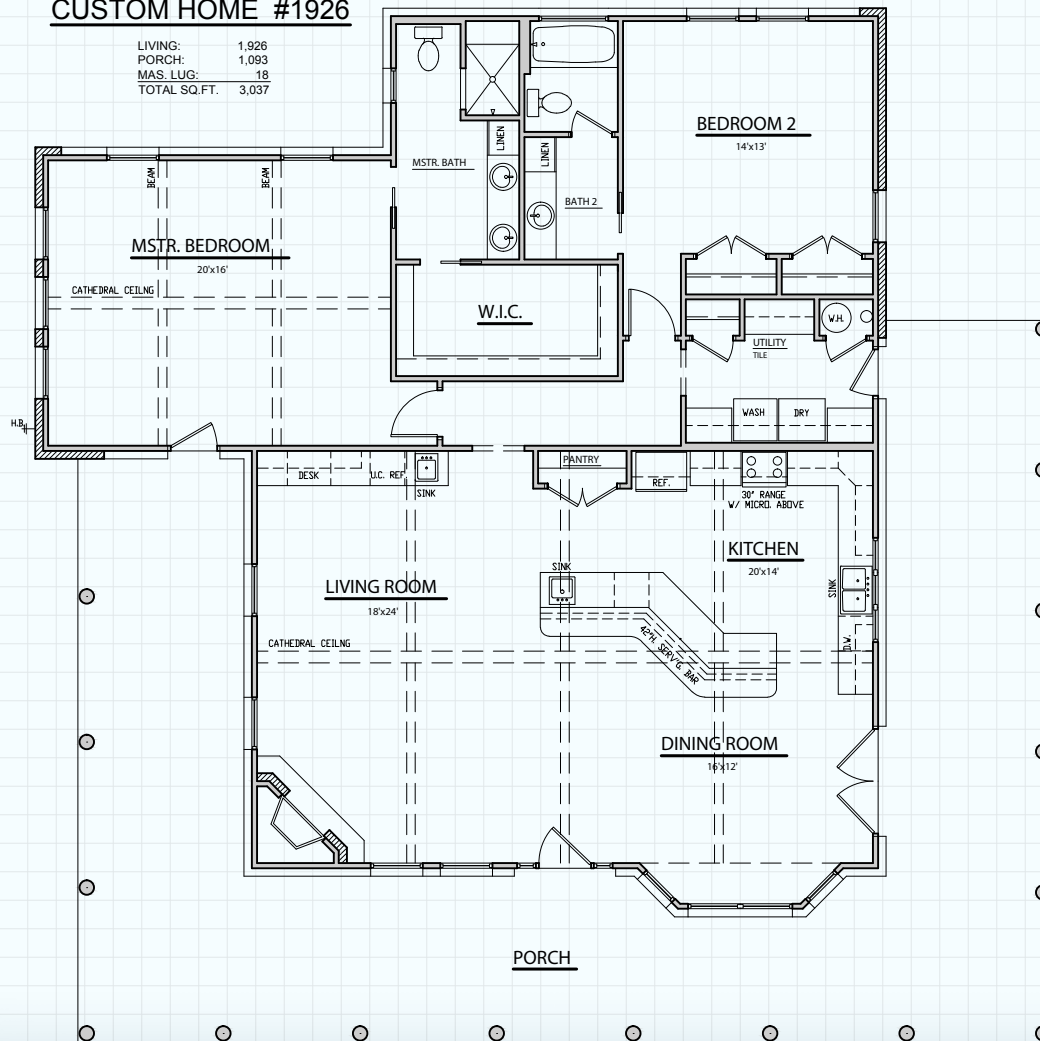 CUSTOM HOME #1926
LIVING: 1,926
PORCH: 1,093
MAS. LUG: 18
TOTAL SQ.FT. 3,037
LINEN
MSTR. BATH
LINEN
BATH 2
BEDROOM 2
14'x13'
BEAM
BEAM
MSTR. BEDROOM
20'x16'
CATHEDRAL CEILNG
W.I.C.
W.H.
UTILITY
TILE
WASH
DRY
H.B.
DESK
U.C. REF.
SINK
PANTRY
REF.
30" RANGE
W/ MICRO. ABOVE
KITCHEN
20'x14'
SINK
SINK
LIVING ROOM
18'x24'
CATHEDRAL CEILNG
42"H. SERV'G. BAR
D.W.
DINING ROOM
16'x12'
PORCH